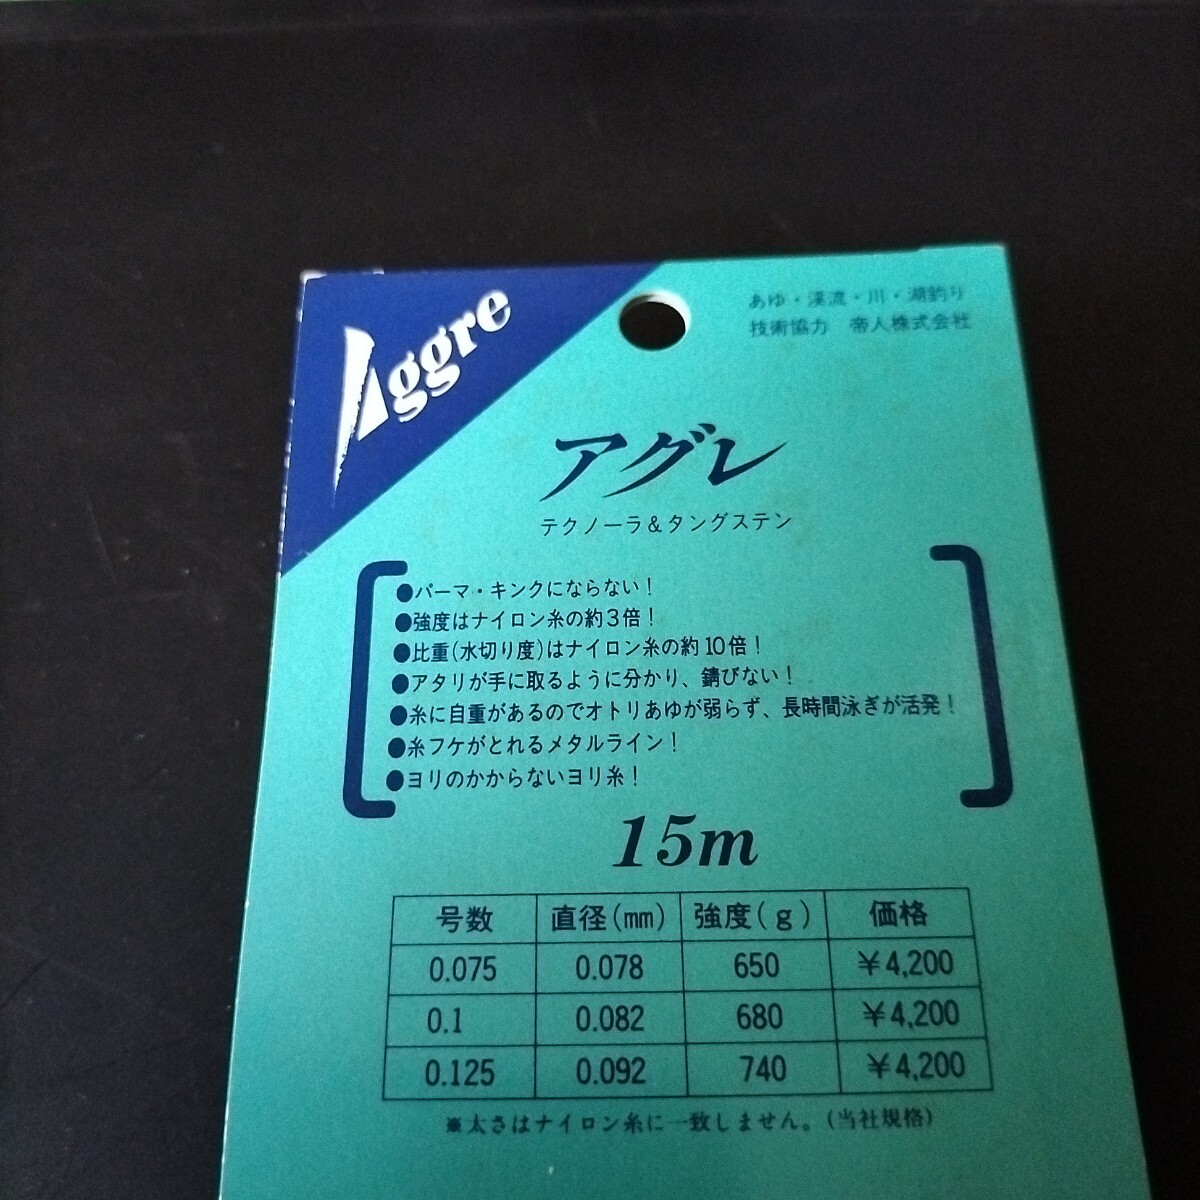 Aggre
あゆ・渓流・川・湖釣り
技術協力 帝人株式会社
アグレ
テクノーラ&タングステン
●パーマ・キンクにならない!
●強度はナイロン糸の約3倍!
●比重(水切り度)はナイロン糸の約10倍!
●アタリが手に取るように分かり、錆びない!
●糸に自重があるのでオトリあゆが弱らず、長時間泳ぎが活発!
●糸フケがとれるメタルライン!
●ヨリのかからないヨリ糸!
15m
号数 直径(mm) 強度(g) 価格
0.075 0.078 650 ¥4,200
0.1 0.082 680 ¥4,200
0.125 0.092 740 ¥4,200
※太さはナイロン糸に一致しません。(当社規格)